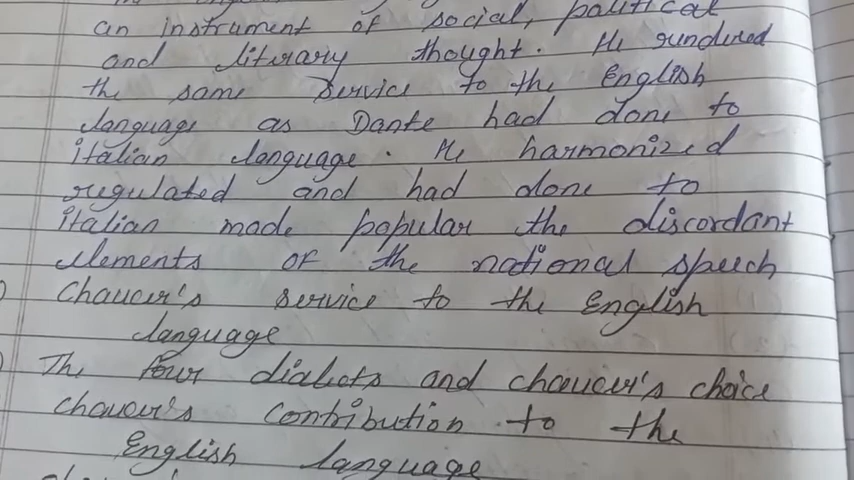 an instrument of social, political
and literary thought. He rendured
the same service to the English
language as Dante had done to
italian language. He harmonized
regulated and had done to
italian made popular the discordant
elements of the national speech
Chaucer's service to the English
language
The four dialects and chaucer's choice
chaucer's contribution to the
English language